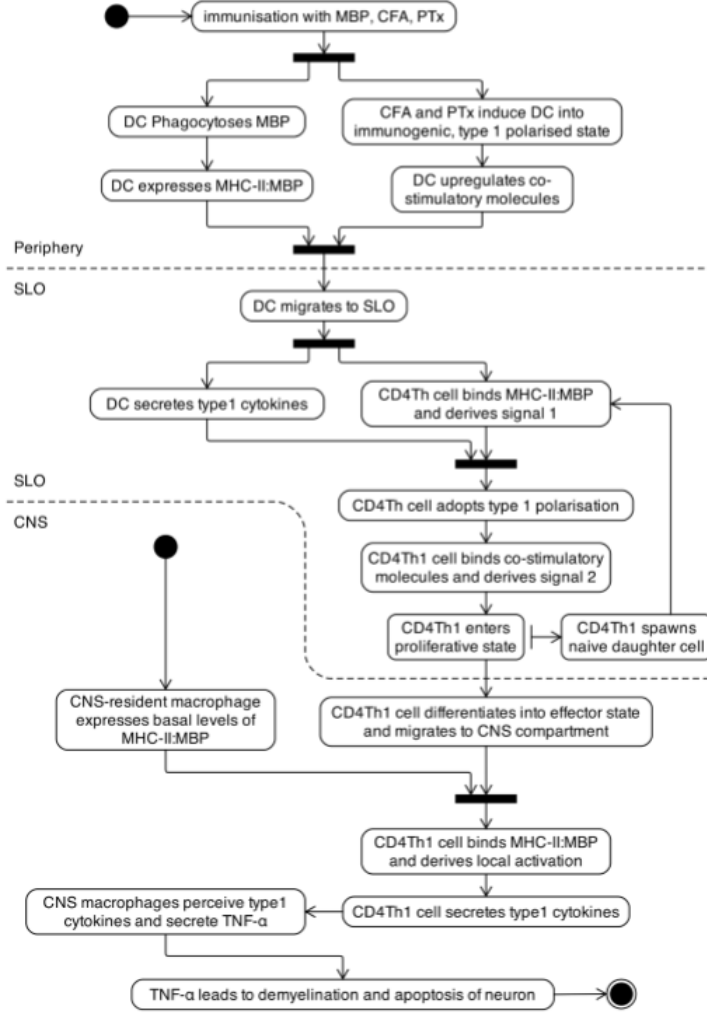 immunisation with MBP, CFA, PTx
DC Phagocytoses MBP
CFA and PTx induce DC into
immunogenic, type 1 polarised state
DC expresses MHC-II:MBP
DC upregulates co-
stimulatory molecules
Periphery
SLO
DC migrates to SLO
DC secretes type1 cytokines
CD4Th cell binds MHC-II:MBP
and derives signal 1
SLO
CNS
CD4Th cell adopts type 1 polarisation
CD4Th1 cell binds co-stimulatory
molecules and derives signal 2
CD4Th1 enters
proliferative state
CD4Th1 spawns
naive daughter cell
CNS-resident macrophage
expresses basal levels of
MHC-II:MBP
CD4Th1 cell differentiates into effector state
and migrates to CNS compartment
CD4Th1 cell binds MHC-II:MBP
and derives local activation
CNS macrophages perceive type1
cytokines and secrete TNF-α
CD4Th1 cell secretes type1 cytokines
TNF-α leads to demyelination and apoptosis of neuron